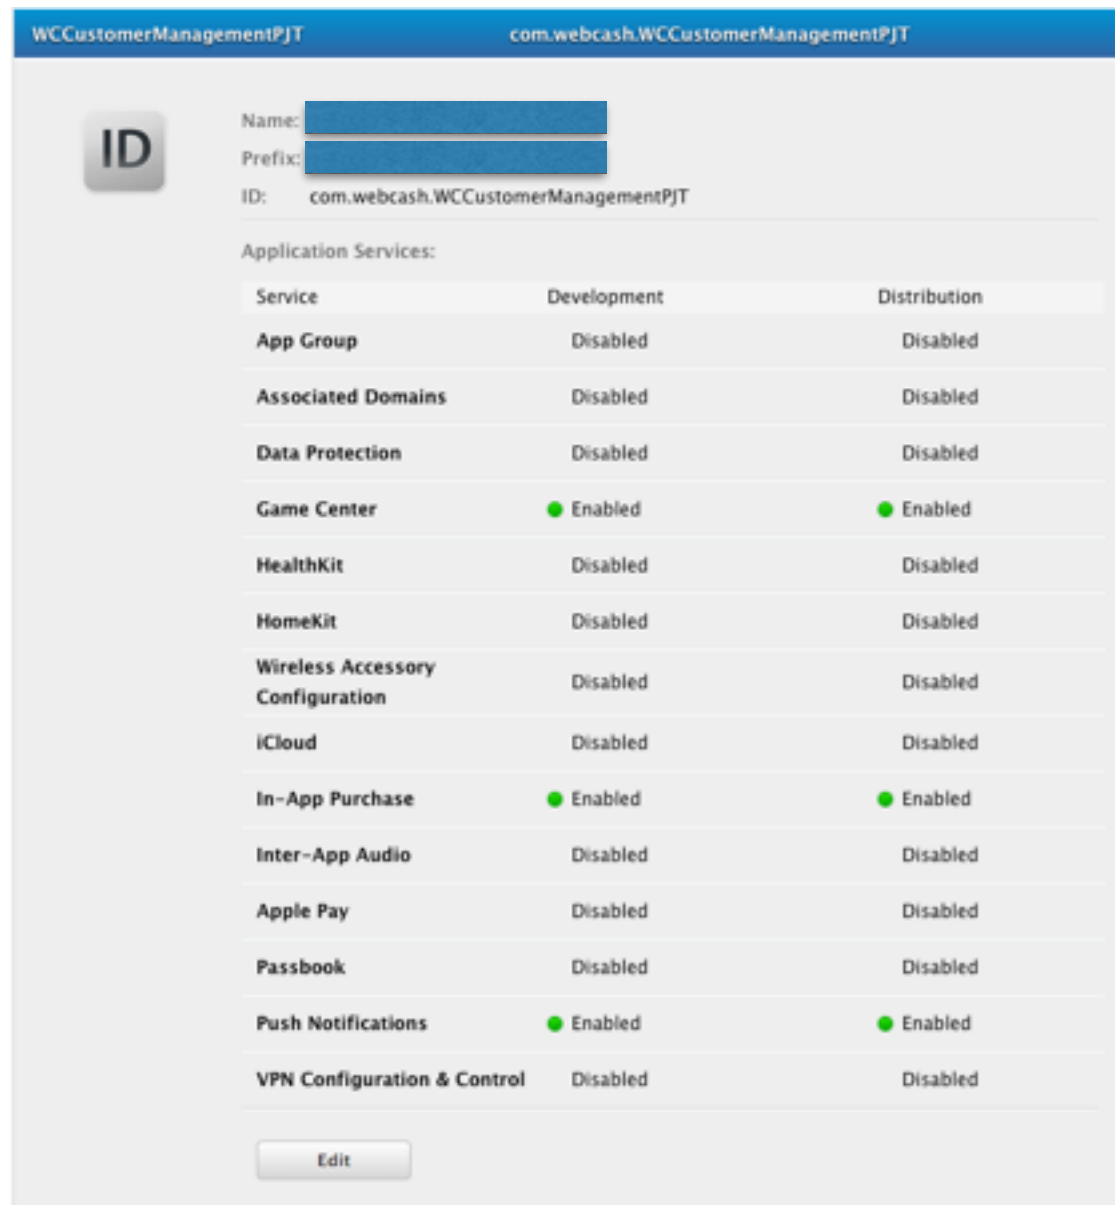 WCCustomerManagementPJT com.webcash.WCCustomerManagementPJT
ID
Name:
Prefix:
ID: com.webcash.WCCustomerManagementPJT
Application Services:
Service Development Distribution
App Group Disabled Disabled
Associated Domains Disabled Disabled
Data Protection Disabled Disabled
Game Center Enabled Enabled
HealthKit Disabled Disabled
HomeKit Disabled Disabled
Wireless Accessory
Configuration Disabled Disabled
iCloud Disabled Disabled
In-App Purchase Enabled Enabled
Inter-App Audio Disabled Disabled
Apple Pay Disabled Disabled
Passbook Disabled Disabled
Push Notifications Enabled Enabled
VPN Configuration & Control Disabled Disabled
Edit